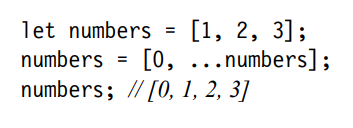 let numbers = [1, 2, 3];
numbers = [0, ...numbers];
numbers; // [0, 1, 2, 3]